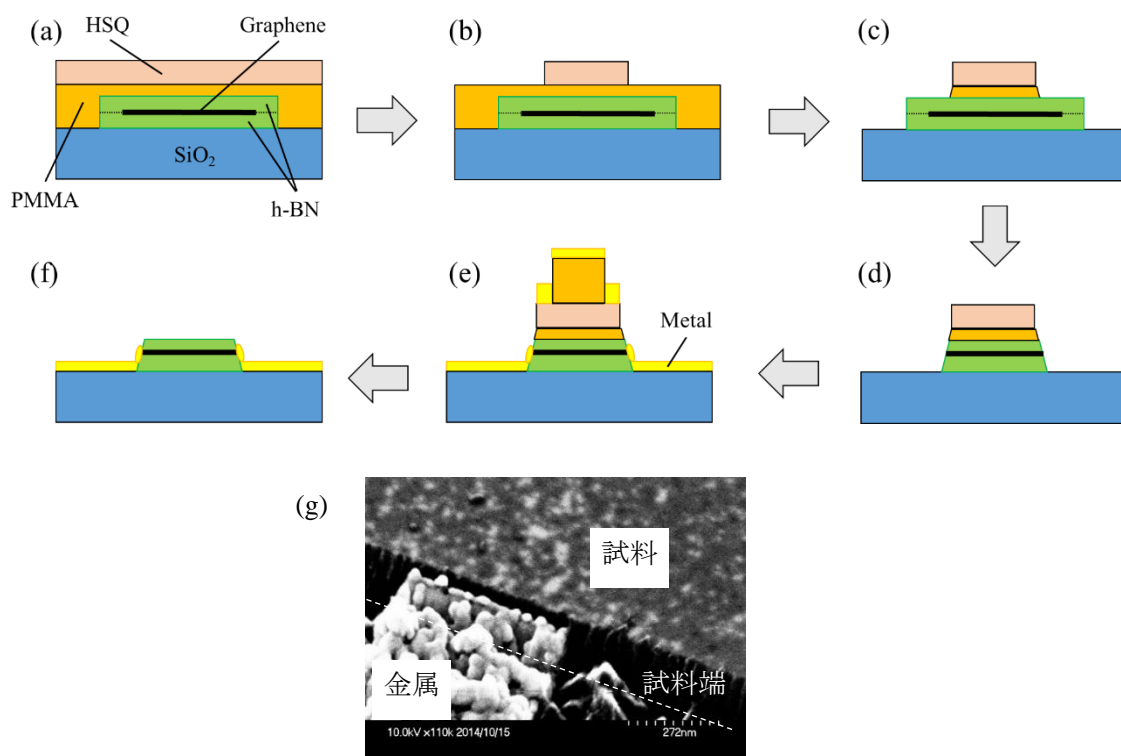 (a)
HSQ
Graphene
(b)
(c)
SiO2
PMMA
h-BN
(f)
(e)
Metal
(d)
(g)
試料
金属
試料端
10.0kV x110k 2014/10/15
272nm